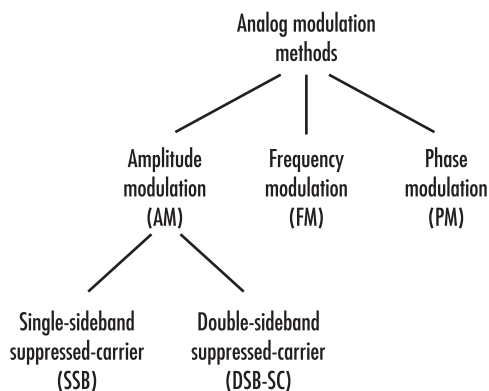 Analog modulation
methods
Amplitude
modulation
(AM)
Frequency
modulation
(FM)
Phase
modulation
(PM)
Single-sideband
suppressed-carrier
(SSB)
Double-sideband
suppressed-carrier
(DSB-SC)